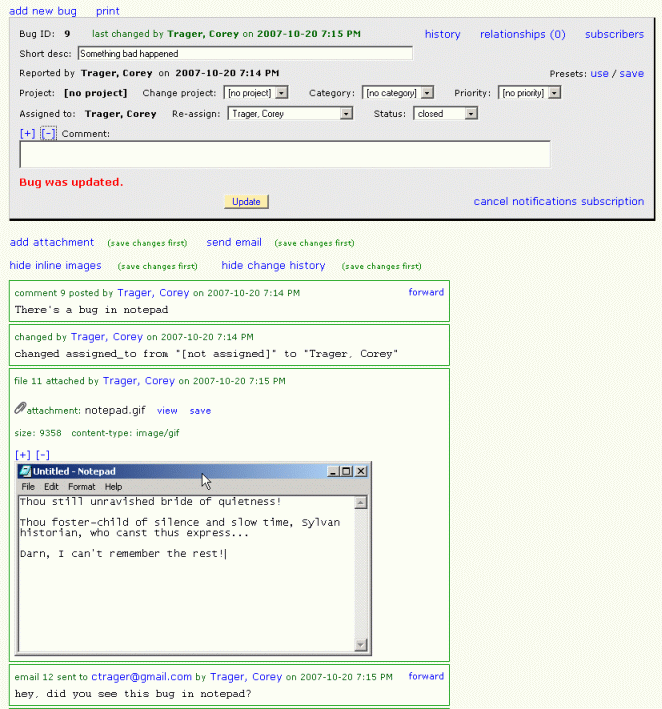 add new bug print
Bug ID: 9 last changed by Trager, Corey on 2007-10-20 7:15 PM history relationships (0) subscribers
Short desc: Something bad happened
Reported by Trager, Corey on 2007-10-20 7:14 PM Presets: use / save
Project: [no project] Change project: [no project] Category: [no category] Priority: [no priority]
Assigned to: Trager, Corey Re-assign: Trager, Corey Status: closed
[+] [-] Comment:
Bug was updated.
Update cancel notifications subscription
add attachment (save changes first) send email (save changes first)
hide inline images (save changes first) hide change history (save changes first)
comment 9 posted by Trager, Corey on 2007-10-20 7:14 PM forward
There's a bug in notepad
changed by Trager, Corey on 2007-10-20 7:14 PM
changed assigned_to from "[not assigned]" to "Trager, Corey"
file 11 attached by Trager, Corey on 2007-10-20 7:15 PM
attachment: notepad.gif view save
size: 9358 content-type: image/gif
[+] [-]
Untitled - Notepad
File Edit Format Help
Thou still unravished bride of quietness!
Thou foster-child of silence and slow time, Sylvan
historian, who canst thus express...
Darn, I can't remember the rest!
email 12 sent to ctrager@gmail.com by Trager, Corey on 2007-10-20 7:15 PM forward
hey, did you see this bug in notepad?